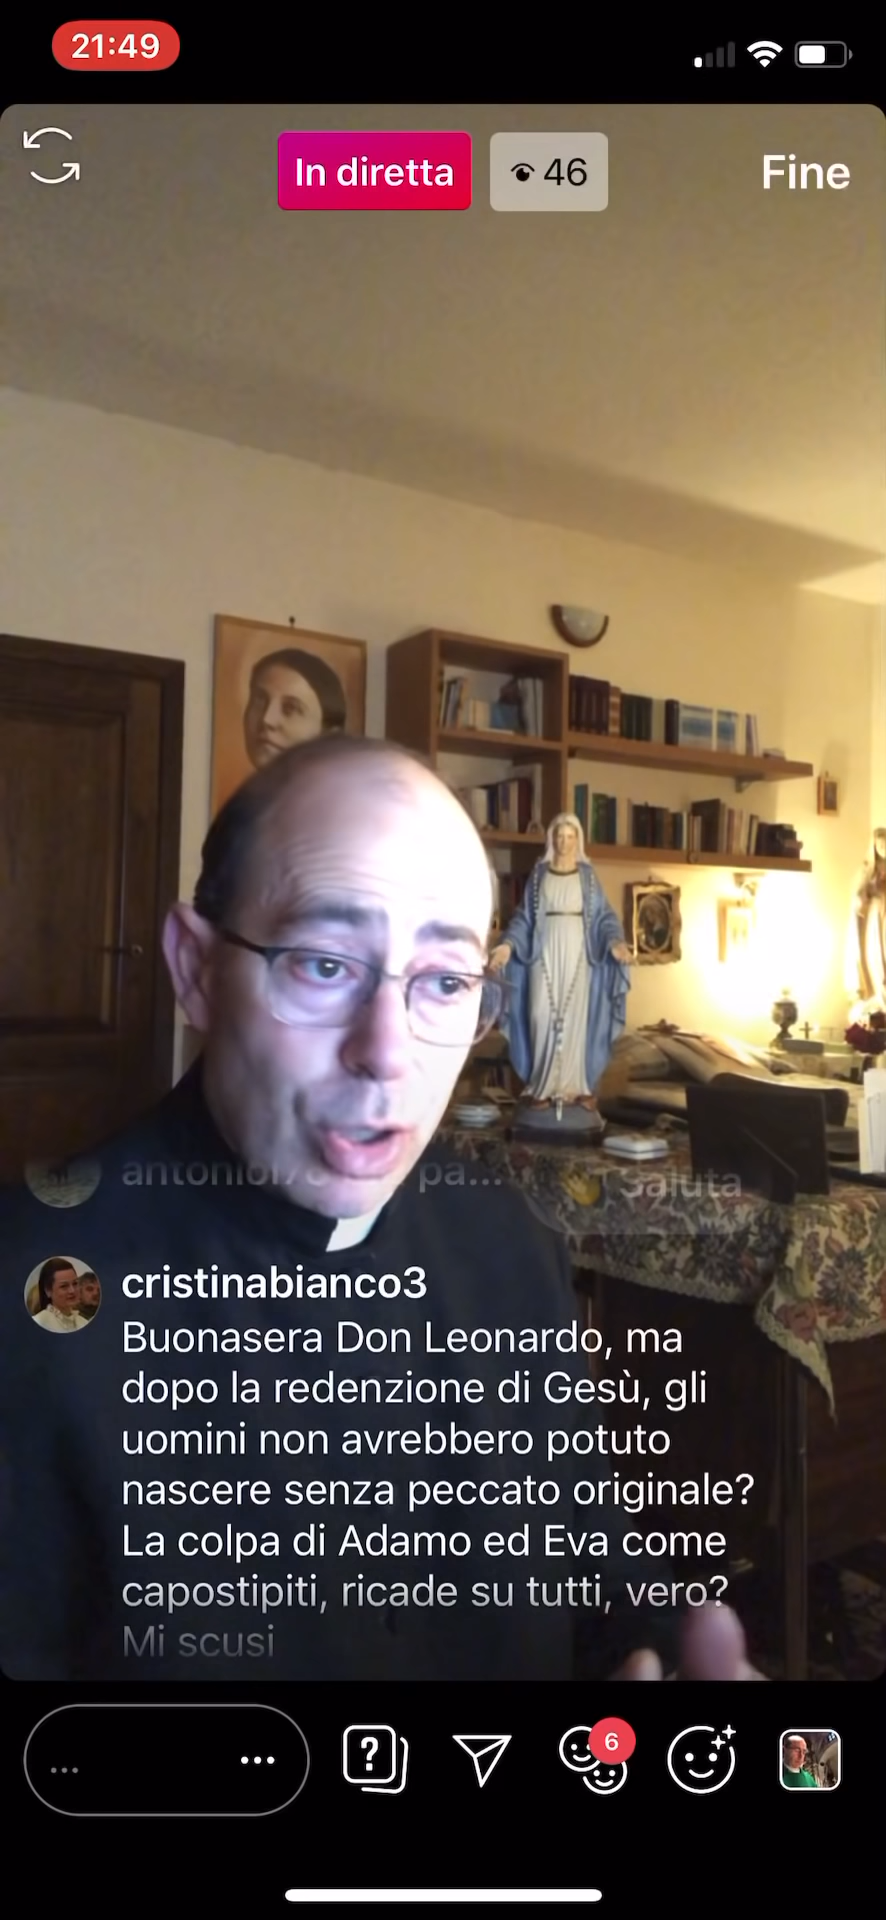 21:49
In diretta
46
Fine
Saluta
cristinabianco3
Buonasera Don Leonardo, ma
dopo la redenzione di Gesù, gli
uomini non avrebbero potuto
nascere senza peccato originale?
La colpa di Adamo ed Eva come
capostipiti, ricade su tutti, vero?
Mi scusi
... ...
?
6